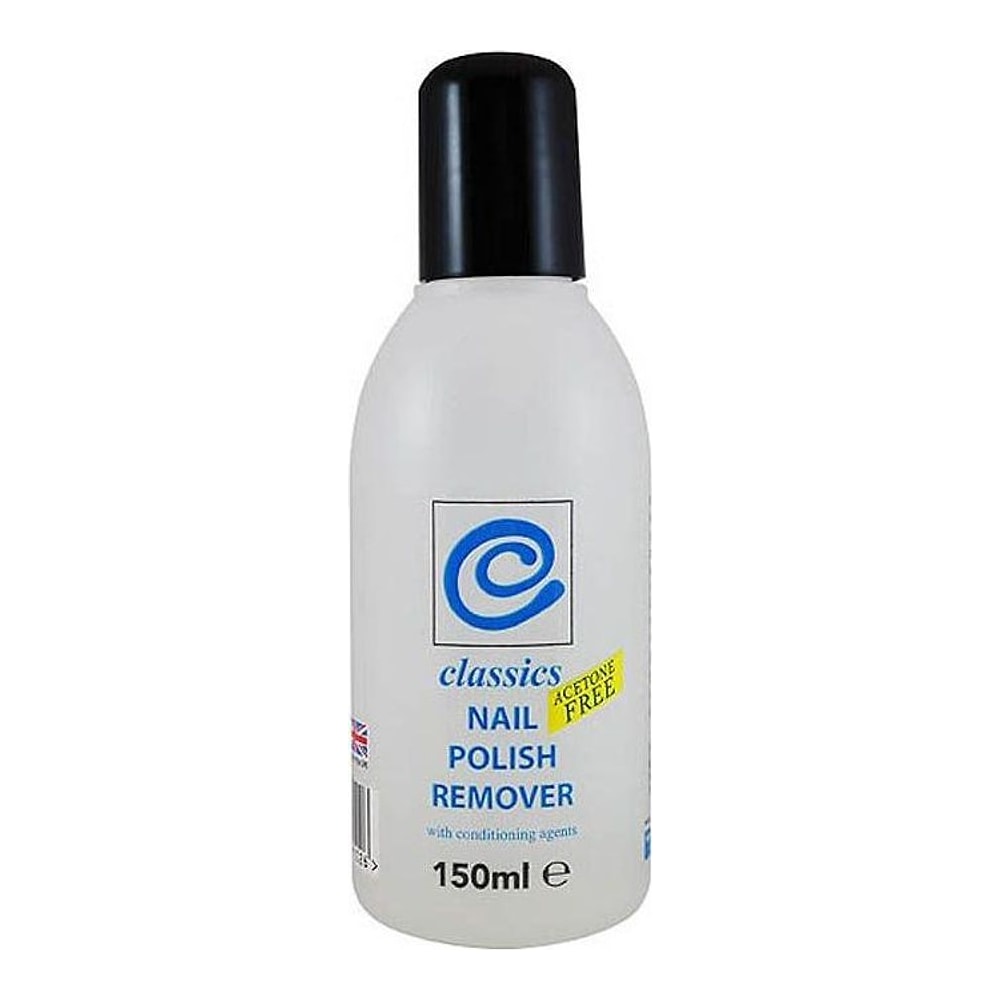 classics
ACETONE
FREE
NAIL
POLISH
REMOVER
with conditioning agents
150ml ℮